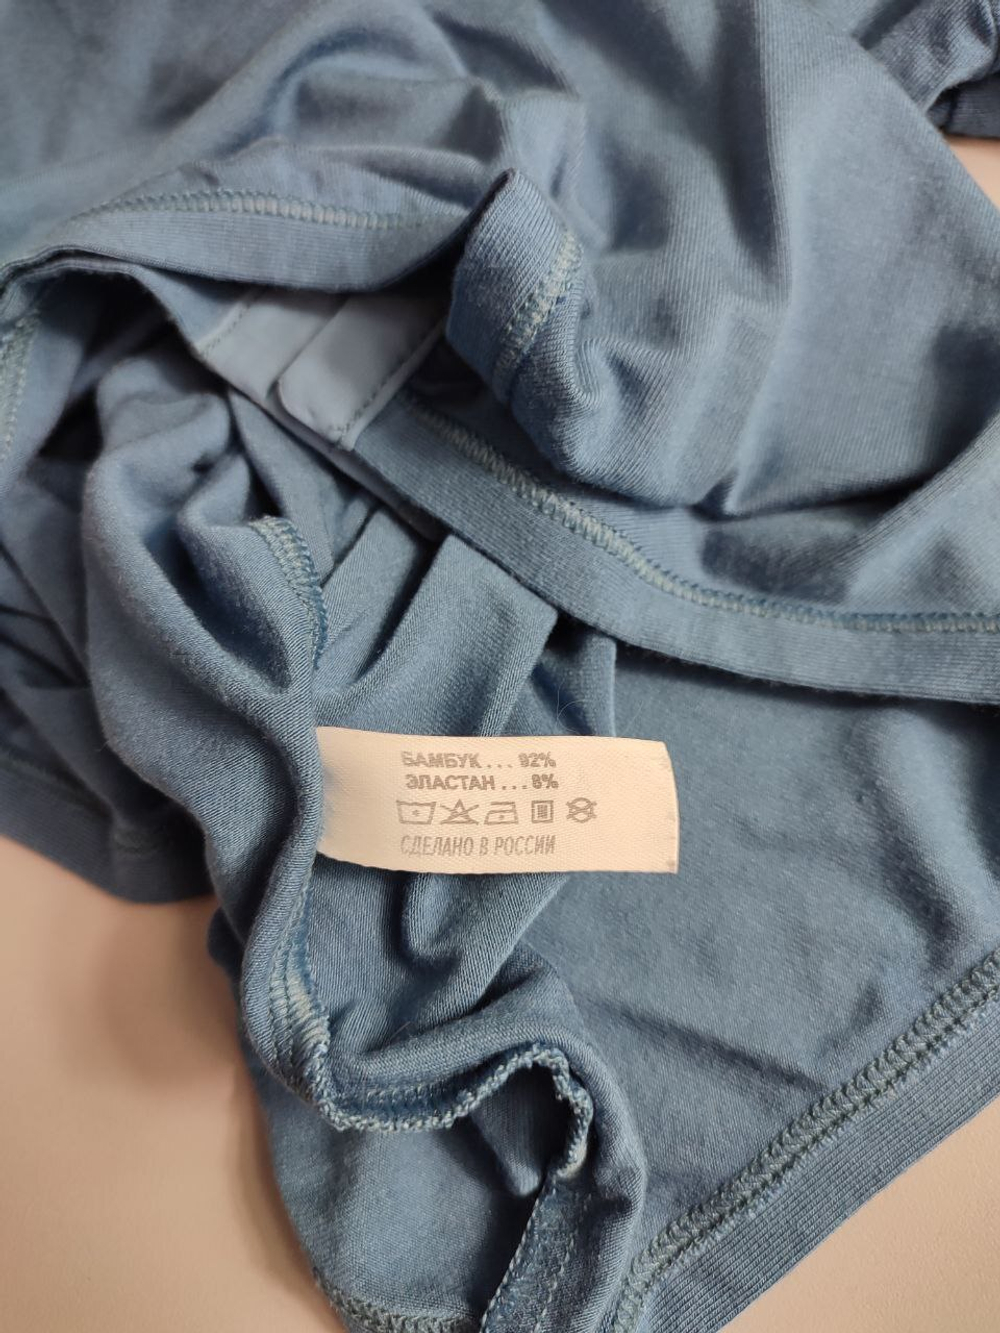 БАМБУК ... 92%
ЭЛАСТАН ... 8%
СДЕЛАНО В РОССИИ